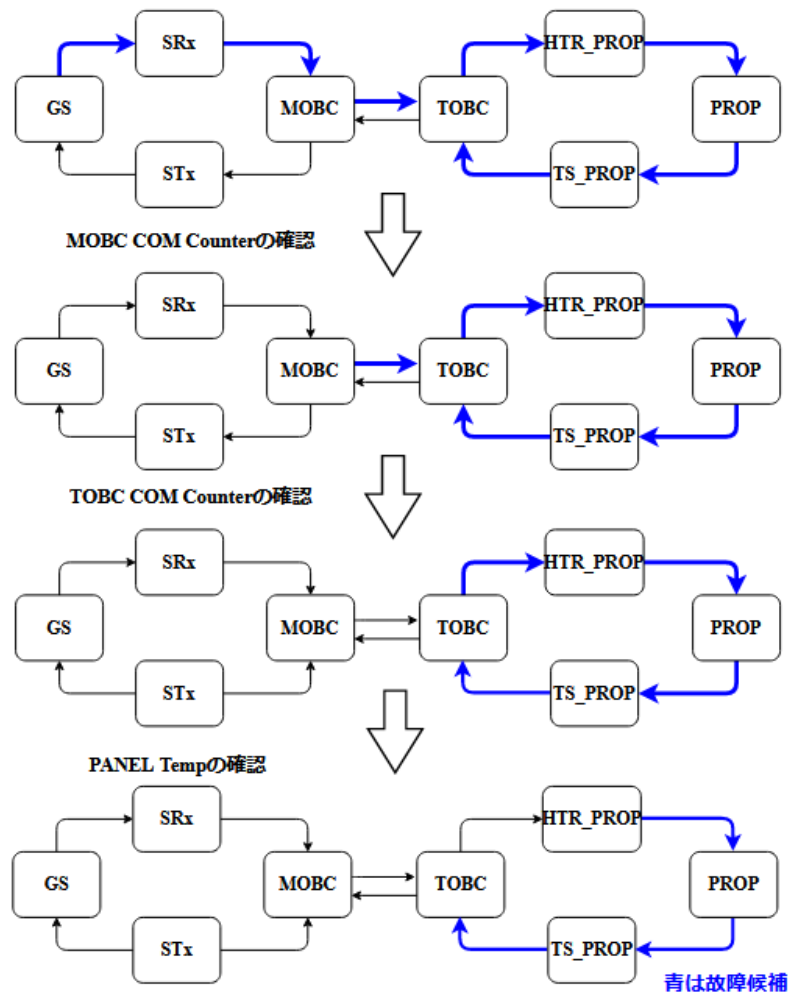 SRx
HTR_PROP
GS
MOBC
TOBC
PROP
STx
TS_PROP
MOBC COM Counterの確認
SRx
HTR_PROP
GS
MOBC
TOBC
PROP
STx
TS_PROP
TOBC COM Counterの確認
SRx
HTR_PROP
GS
MOBC
TOBC
PROP
STx
TS_PROP
PANEL Tempの確認
SRx
HTR_PROP
GS
MOBC
TOBC
PROP
STx
TS_PROP
青は故障候補